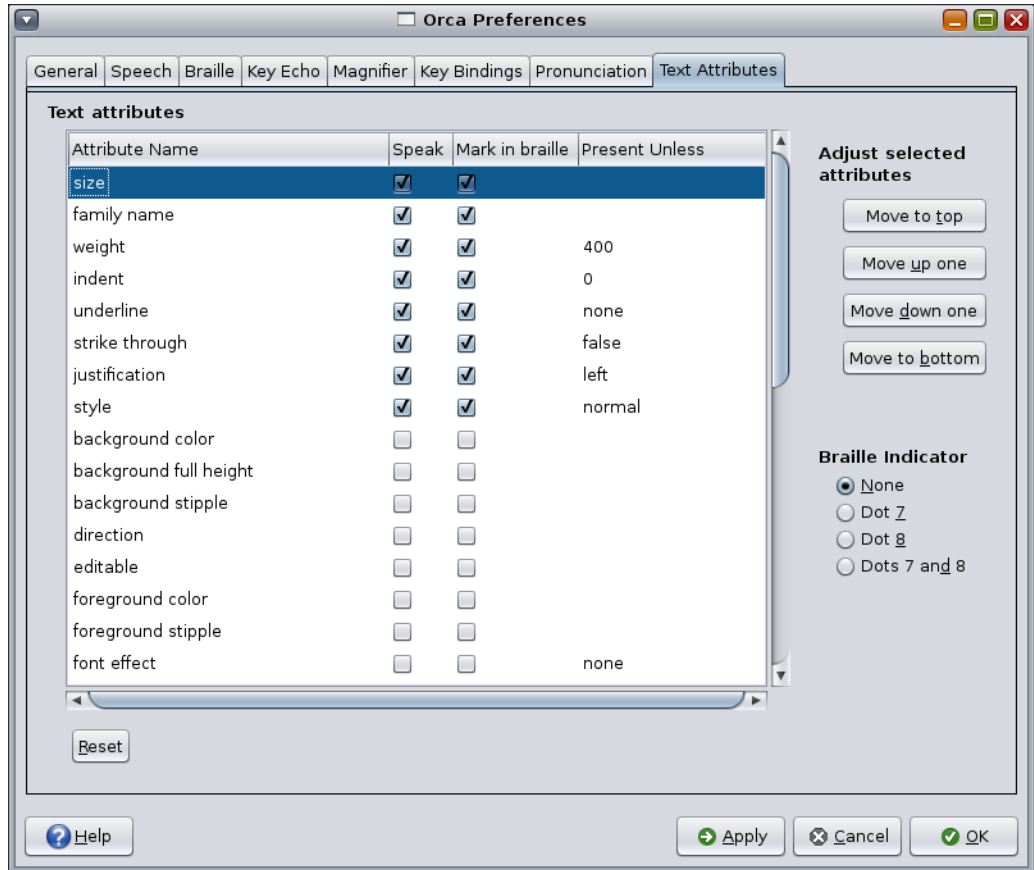 Orca Preferences
General Speech Braille Key Echo Magnifier Key Bindings Pronunciation Text Attributes
Text attributes
Attribute Name Speak Mark in braille Present Unless
size
family name
weight 400
indent 0
underline none
strike through false
justification left
style normal
background color
background full height
background stipple
direction
editable
foreground color
foreground stipple
font effect none
Adjust selected
attributes
Move to top
Move up one
Move down one
Move to bottom
Braille Indicator
None
Dot 7
Dot 8
Dots 7 and 8
Reset
Help Apply Cancel OK